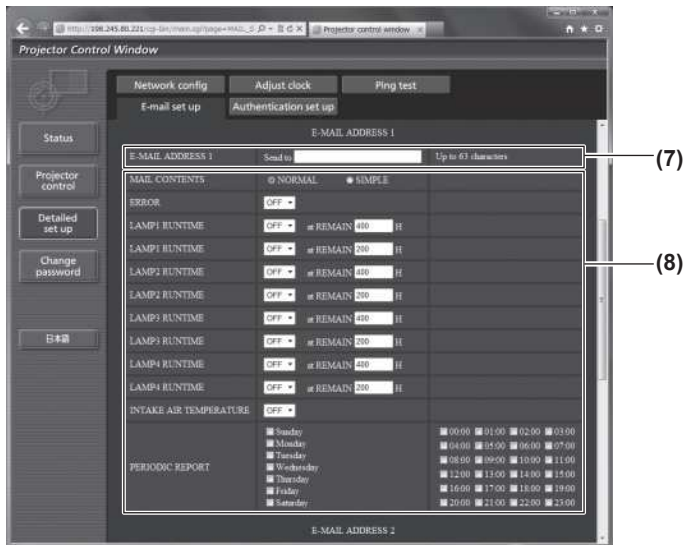 Projector control window
Projector Control Window
Network config Adjust clock Ping test
E-mail set up Authentication set up
Status
Projector control
Detailed set up
Change password
日本語
E-MAIL ADDRESS 1
E-MAIL ADDRESS 1 Send to Up to 63 characters
(7)
MAIL CONTENTS NORMAL SIMPLE
ERROR OFF
LAMP1 RUNTIME OFF at REMAIN 400 H
LAMP1 RUNTIME OFF at REMAIN 200 H
(8)
LAMP2 RUNTIME OFF at REMAIN 400 H
LAMP2 RUNTIME OFF at REMAIN 200 H
LAMP3 RUNTIME OFF at REMAIN 400 H
LAMP3 RUNTIME OFF at REMAIN 200 H
LAMP4 RUNTIME OFF at REMAIN 400 H
LAMP4 RUNTIME OFF at REMAIN 200 H
INTAKE AIR TEMPERATURE OFF
PERIODIC REPORT
Sunday
Monday
Tuesday
Wednesday
Thursday
Friday
Saturday
00:00 01:00 02:00 03:00
04:00 05:00 06:00 07:00
08:00 09:00 10:00 11:00
12:00 13:00 14:00 15:00
16:00 17:00 18:00 19:00
20:00 21:00 22:00 23:00
E-MAIL ADDRESS 2